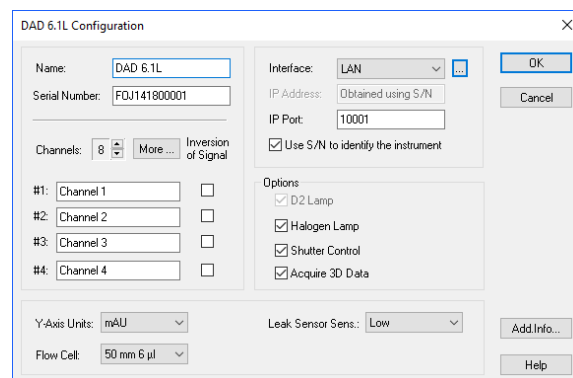 DAD 6.1L Configuration
Name: DAD 6.1L
Serial Number: FOJ141800001
Channels: 8 More ... Inversion of Signal
#1: Channel 1
#2: Channel 2
#3: Channel 3
#4: Channel 4
Interface: LAN ...
IP Address: Obtained using S/N
IP Port: 10001
Use S/N to identify the instrument
Options
D2 Lamp
Halogen Lamp
Shutter Control
Acquire 3D Data
OK
Cancel
Y-Axis Units: mAU
Flow Cell: 50 mm 6 µl
Leak Sensor Sens.: Low
Add.Info...
Help